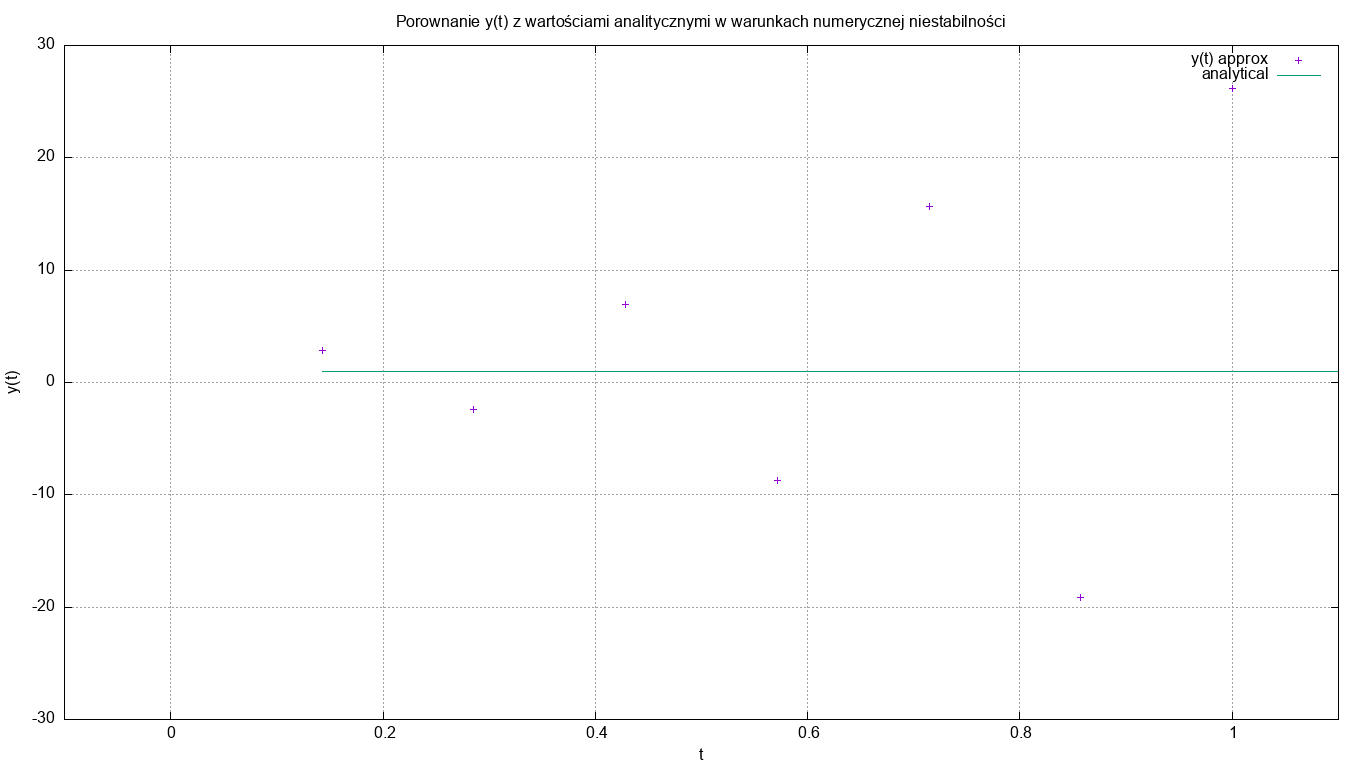 Porownanie y(t) z wartościami analitycznymi w warunkach numerycznej niestabilności
y(t) approx
analytical
30
20
10
0
-10
-20
-30
y(t)
0
0.2
0.4
0.6
0.8
1
t